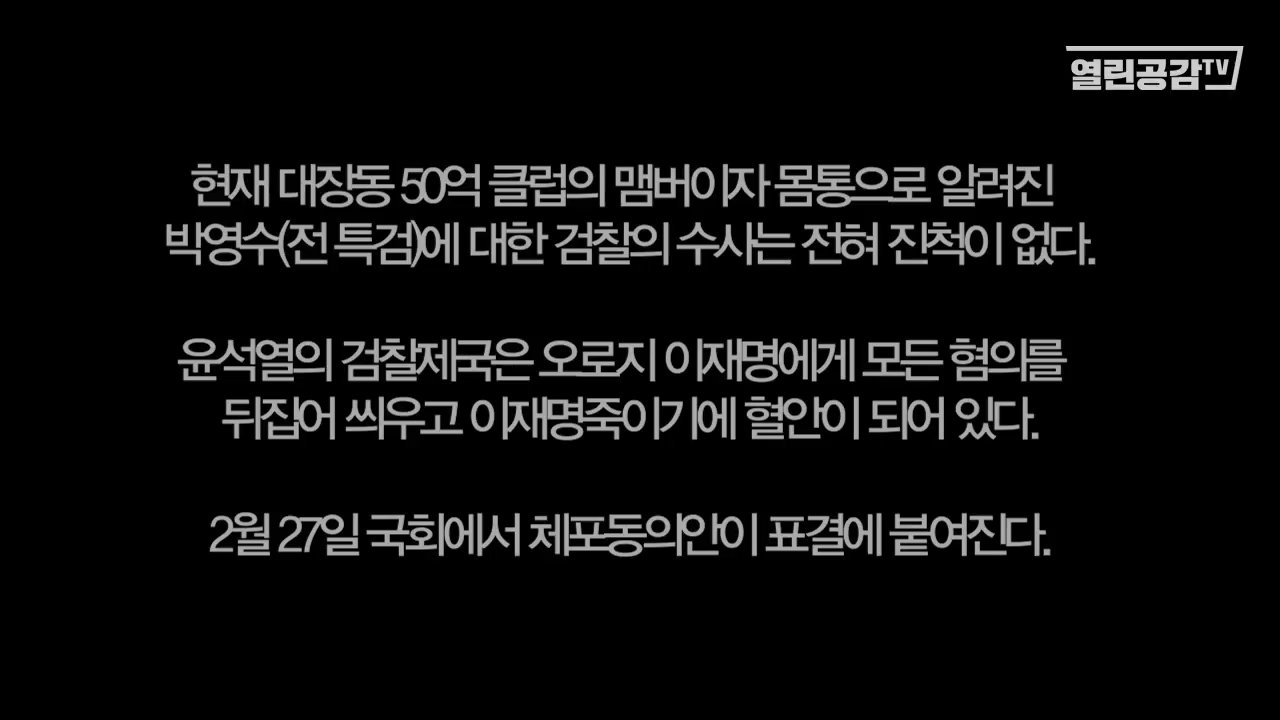 열린공감TV
현재 대장동 50억 클럽의 맴버이자 몸통으로 알려진
박영수(전 특검)에 대한 검찰의 수사는 전혀 진척이 없다.
윤석열의 검찰제국은 오로지 이재명에게 모든 혐의를
뒤집어 씌우고 이재명죽이기에 혈안이 되어 있다.
2월 27일 국회에서 체포동의안이 표결에 붙여진다.